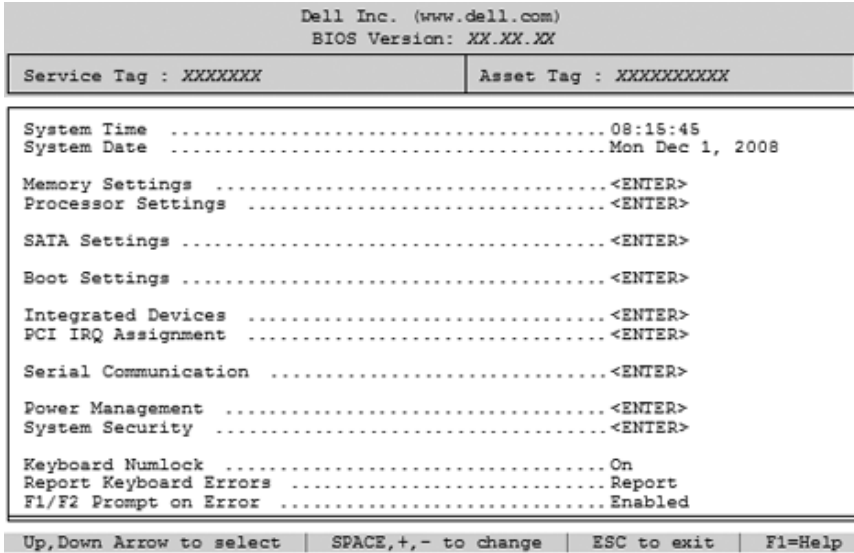 Dell Inc. (www.dell.com)
BIOS Version: XX.XX.XX
Service Tag : XXXXXXX
Asset Tag : XXXXXXXXXX
System Time .......................................08:15:45
System Date .......................................Mon Dec 1, 2008
Memory Settings ...................................<ENTER>
Processor Settings ................................<ENTER>
SATA Settings ......................................<ENTER>
Boot Settings ......................................<ENTER>
Integrated Devices ................................<ENTER>
PCI IRQ Assignment ................................<ENTER>
Serial Communication ..............................<ENTER>
Power Management ..................................<ENTER>
System Security ...................................<ENTER>
Keyboard Numlock ..................................On
Report Keyboard Errors ............................Report
F1/F2 Prompt on Error .............................Enabled
Up,Down Arrow to select | SPACE,+,- to change | ESC to exit | F1=Help